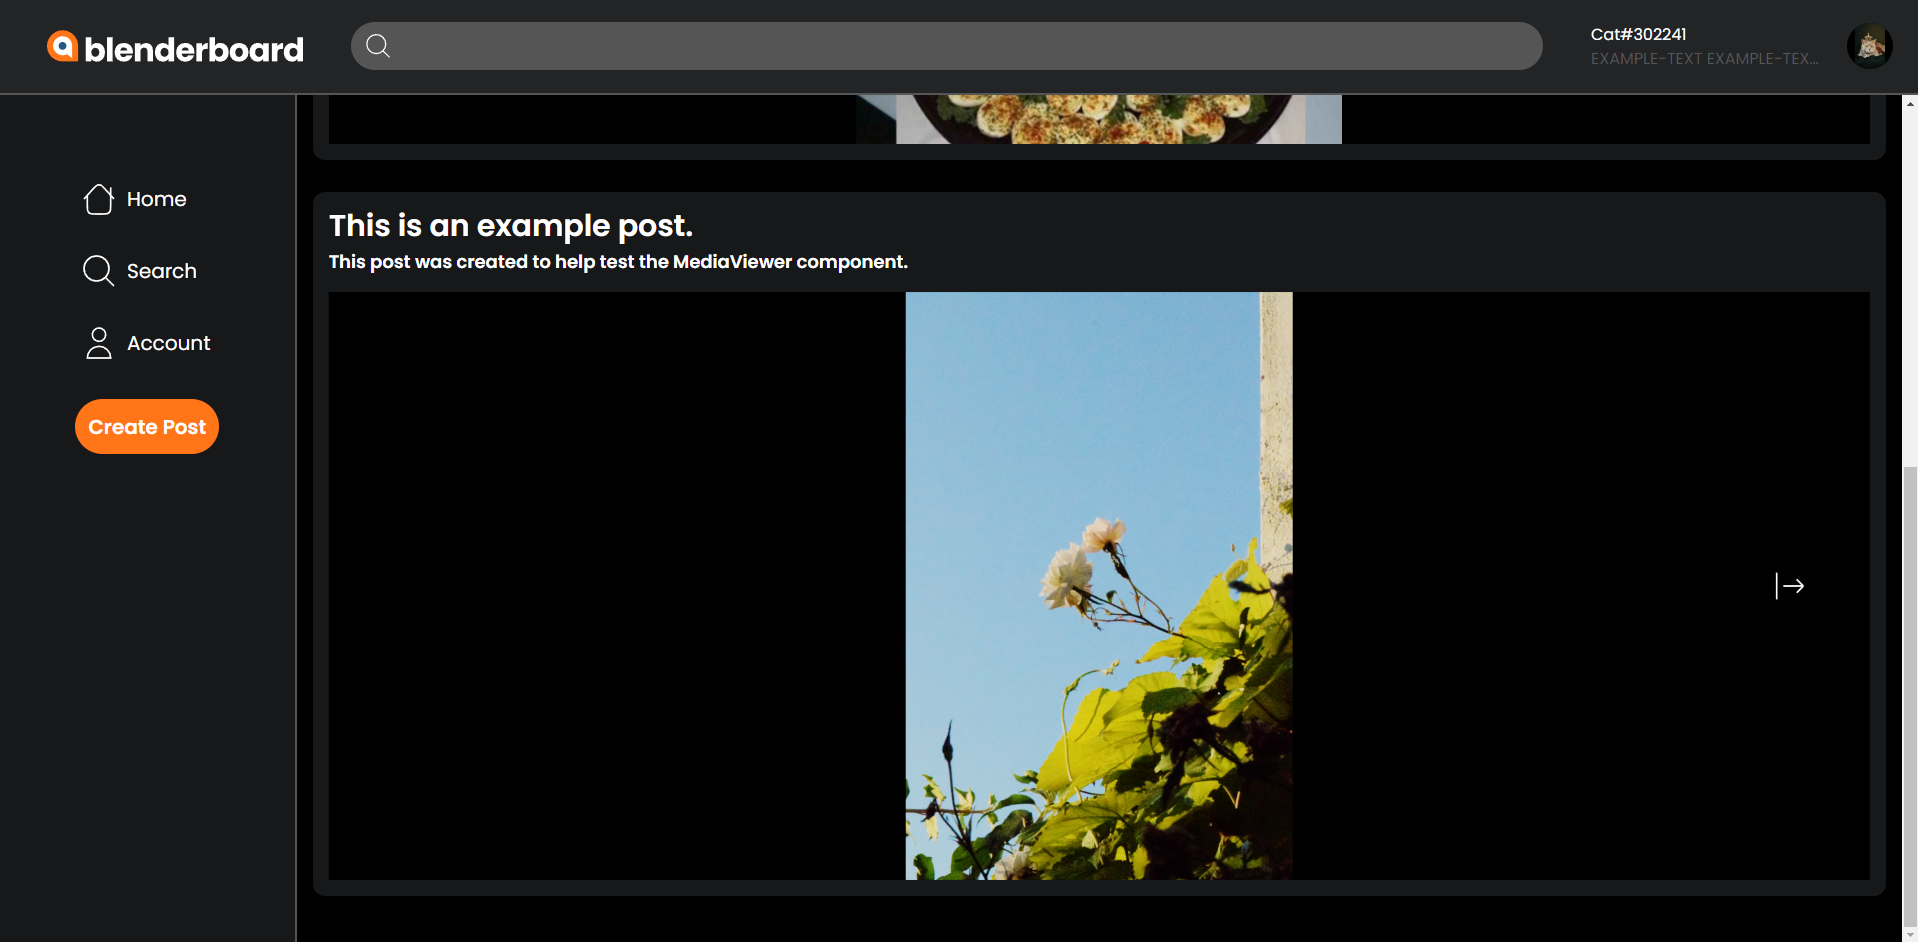 blenderboard
Cat#302241
EXAMPLE-TEXT EXAMPLE-TEX...
Home
Search
Account
Create Post
This is an example post.
This post was created to help test the MediaViewer component.